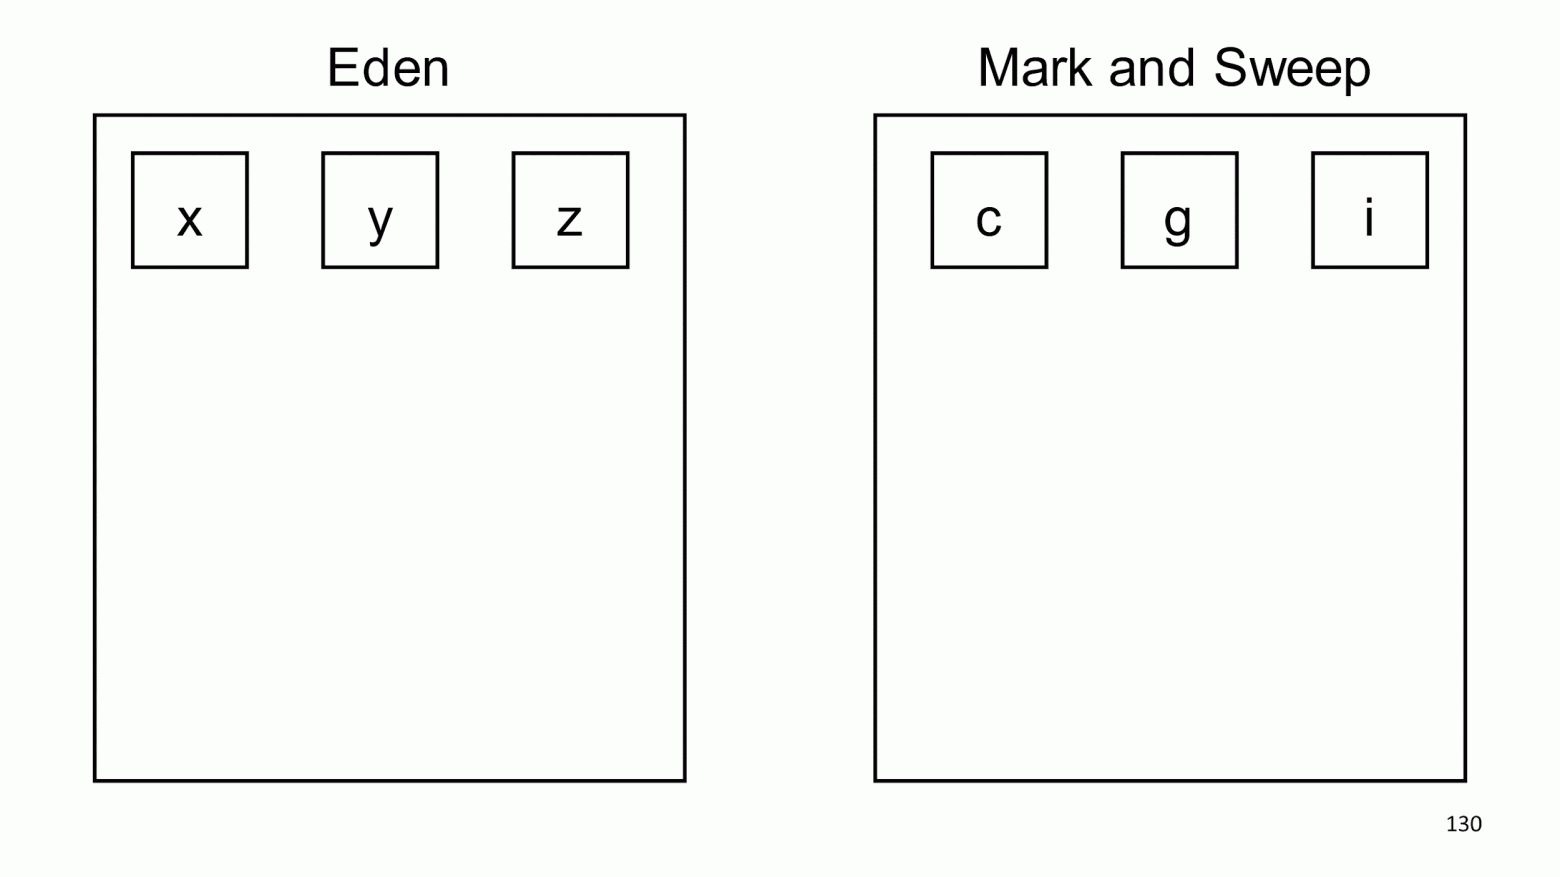 Eden
Mark and Sweep
x y z
c g i
130